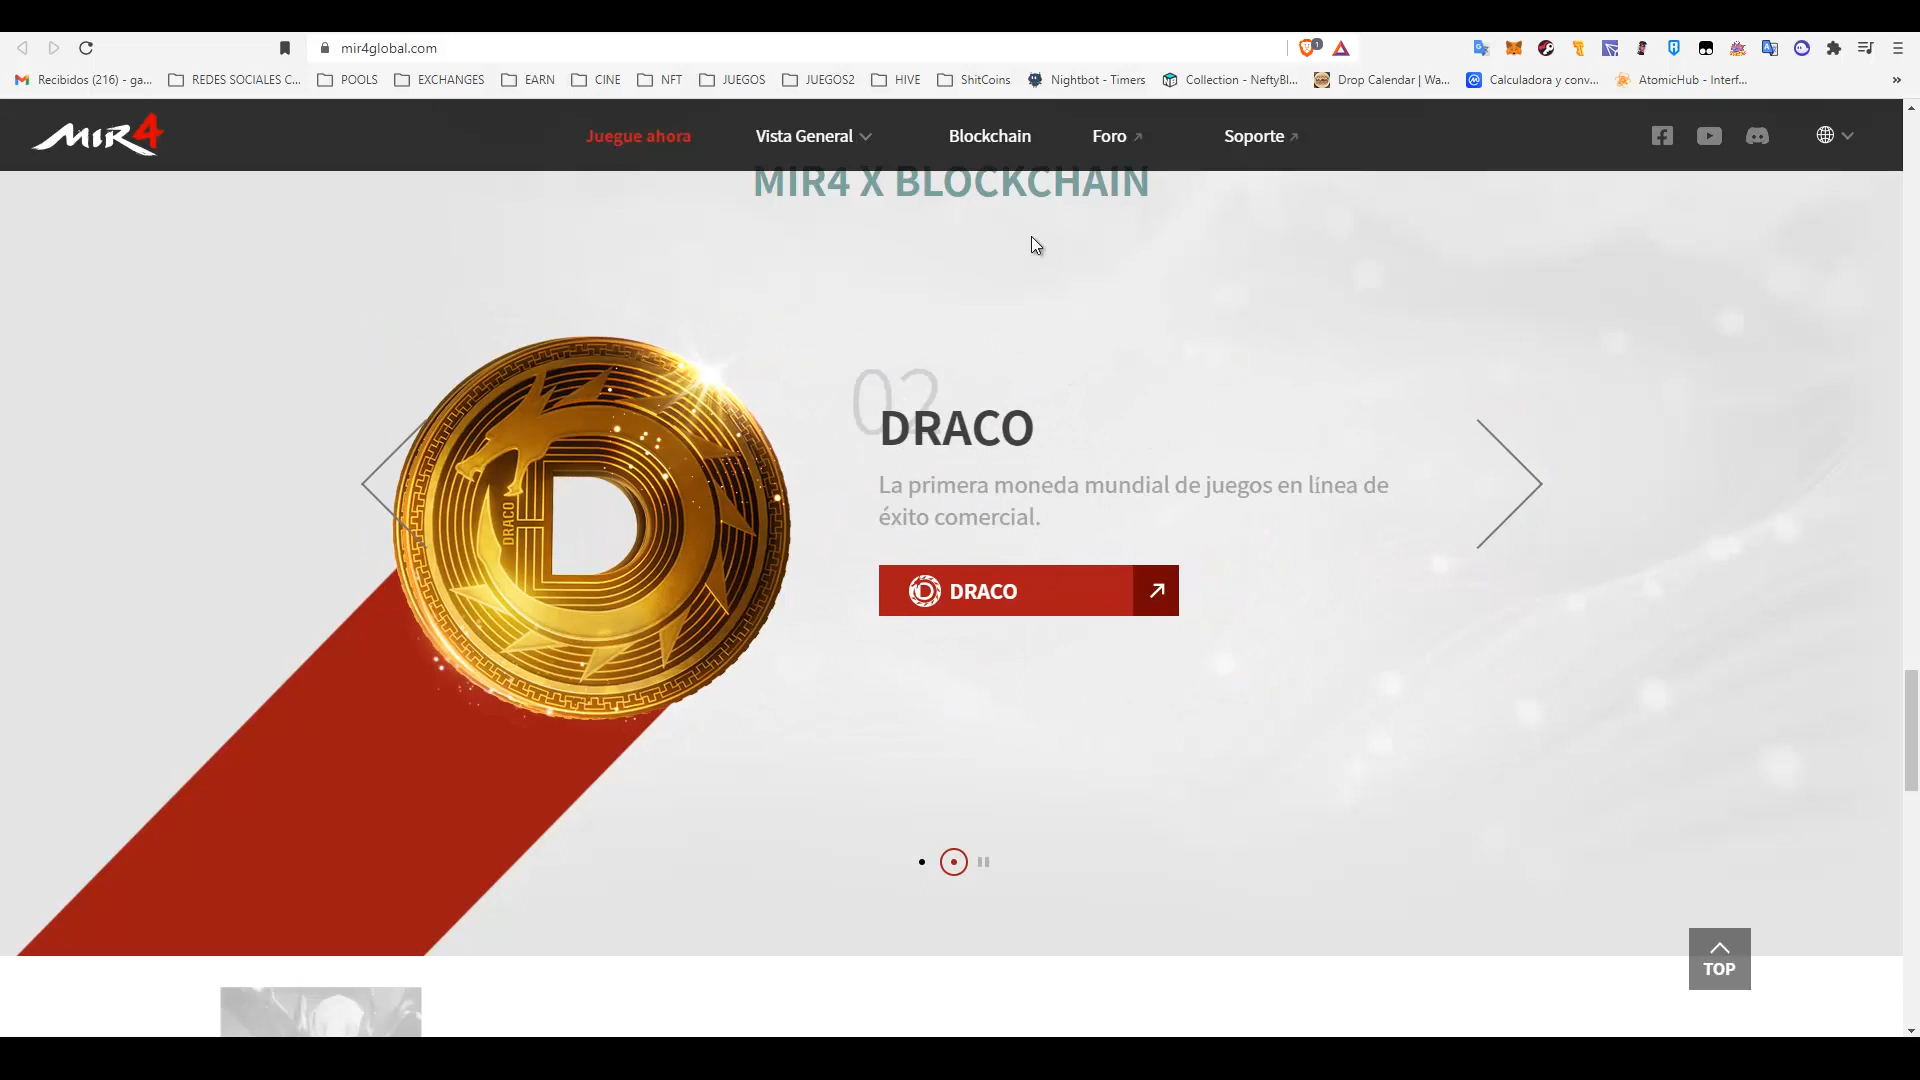 mir4global.com
1
Recibidos (216) - ga...
REDES SOCIALES C...
POOLS
EXCHANGES
EARN
CINE
NFT
JUEGOS
JUEGOS2
HIVE
ShitCoins
Nightbot - Timers
Collection - NeftyBl...
Drop Calendar | Wa...
Calculadora y conv...
AtomicHub - Interf...
»
MIR4
Juegue ahora
Vista General
Blockchain
Foro
Soporte
MIR4 X BLOCKCHAIN
02
DRACO
La primera moneda mundial de juegos en línea de
éxito comercial.
DRACO
D
DRACO
TOP